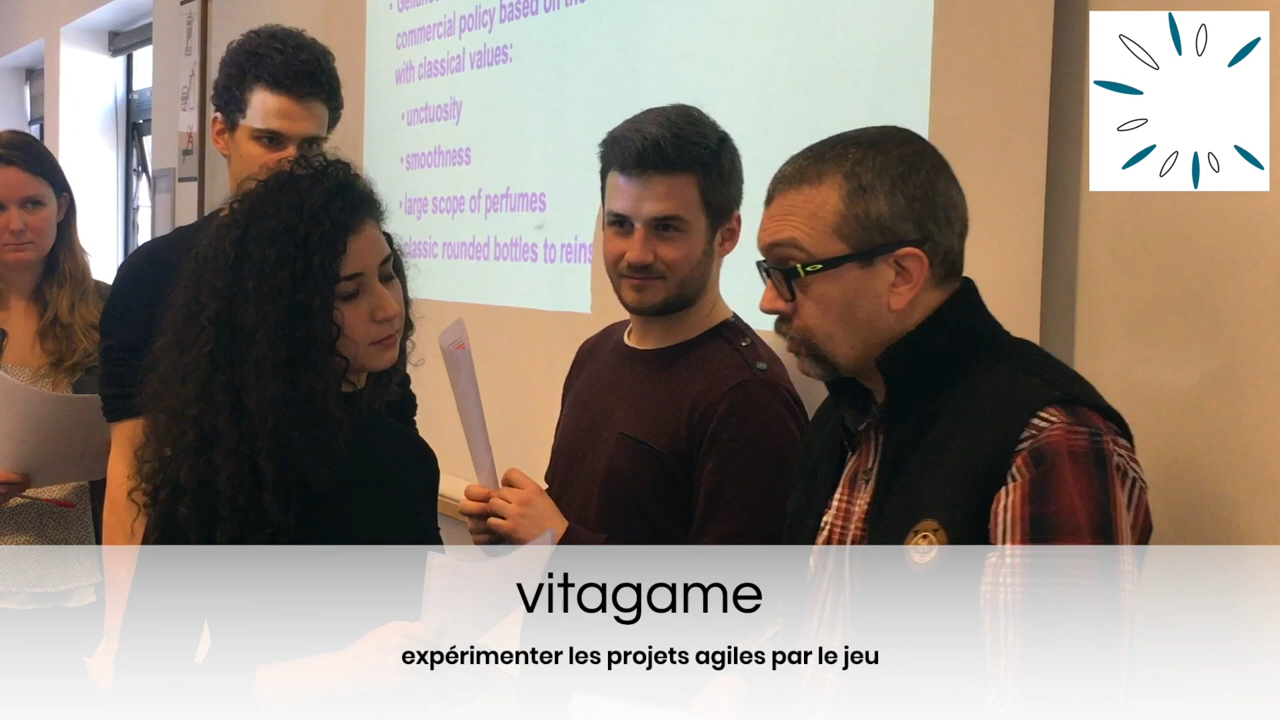 commercial policy based on the
with classical values:
• unctuosity
• smoothness
• large scope of perfumes
classic rounded bottles to reins
vitagame
expérimenter les projets agiles par le jeu